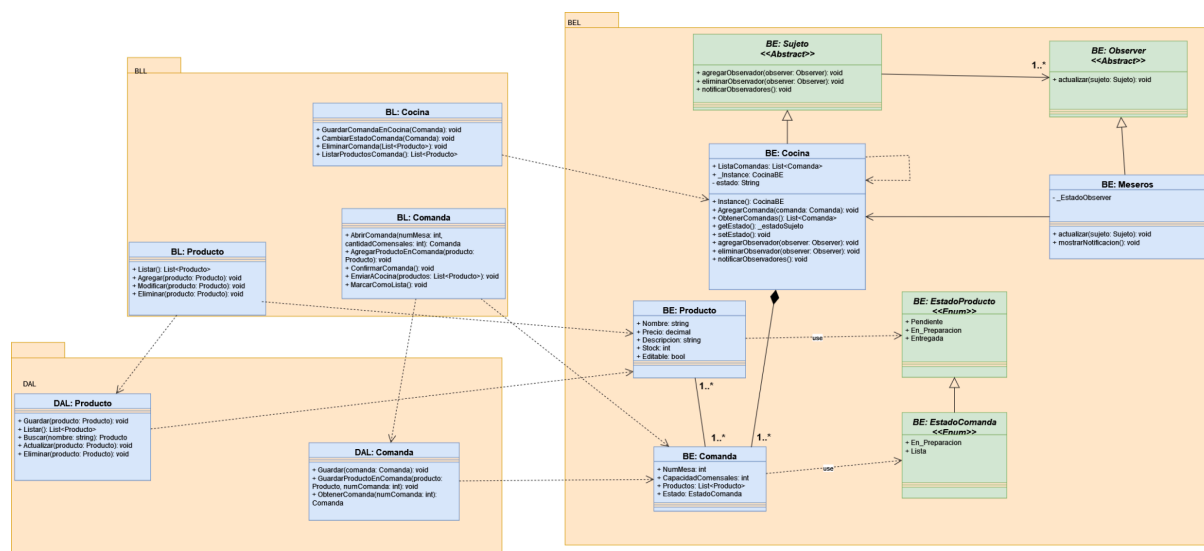 BLL
BL: Cocina
+ GuardarComandaEnCocina(Comanda): void
+ CambiarEstadoComanda(Comanda): void
+ EliminarComanda(List<Producto>): void
+ ListarProductosComanda(): List<Producto>
BL: Comanda
+ AbrirComanda(numMesa: int,
cantidadComensales: int): Comanda
+ AgregarProductoEnComanda(producto:
Producto): void
+ ConfirmarComanda(): void
+ EnviarACocina(productos: List<Producto>): void
+ MarcarComoLista(): void
BL: Producto
+ Listar(): List<Producto>
+ Agregar(producto: Producto): void
+ Modificar(producto: Producto): void
+ Eliminar(producto: Producto): void
DAL
DAL: Producto
+ Guardar(producto: Producto): void
+ Listar(): List<Producto>
+ Buscar(nombre: string): Producto
+ Actualizar(producto: Producto): void
+ Eliminar(producto: Producto): void
DAL: Comanda
+ Guardar(comanda: Comanda): void
+ GuardarProductoEnComanda(producto:
Producto, numComanda: int): void
+ ObtenerComanda(numComanda: int):
Comanda
BEL
BE: Sujeto
<<Abstract>>
+ agregarObservador(observer: Observer): void
+ eliminarObservador(observer: Observer): void
+ notificarObservadores(): void
1..*
BE: Observer
<<Abstract>>
+ actualizar(sujeto: Sujeto): void
BE: Cocina
+ ListaComandas: List<Comanda>
+ _Instance: CocinaBE
- estado: String
+ Instance(): CocinaBE
+ AgregarComanda(comanda: Comanda): void
+ ObtenerComandas(): List<Comanda>
+ getEstado(): _estadoSujeto
+ setEstado(): void
+ agregarObservador(observer: Observer): void
+ eliminarObservador(observer: Observer): void
+ notificarObservadores(): void
BE: Meseros
- _EstadoObserver
+ actualizar(sujeto: Sujeto): void
+ mostrarNotificacion(): void
BE: Producto
+ Nombre: string
+ Precio: decimal
+ Descripcion: string
+ Stock: int
+ Editable: bool
use
BE: EstadoProducto
<<Enum>>
+ Pendiente
+ En_Preparacion
+ Entregada
1..*
1..*
1..*
BE: Comanda
+ NumMesa: int
+ CapacidadComensales: int
+ Productos: List<Producto>
+ Estado: EstadoComanda
use
BE: EstadoComanda
<<Enum>>
+ En_Preparacion
+ Lista